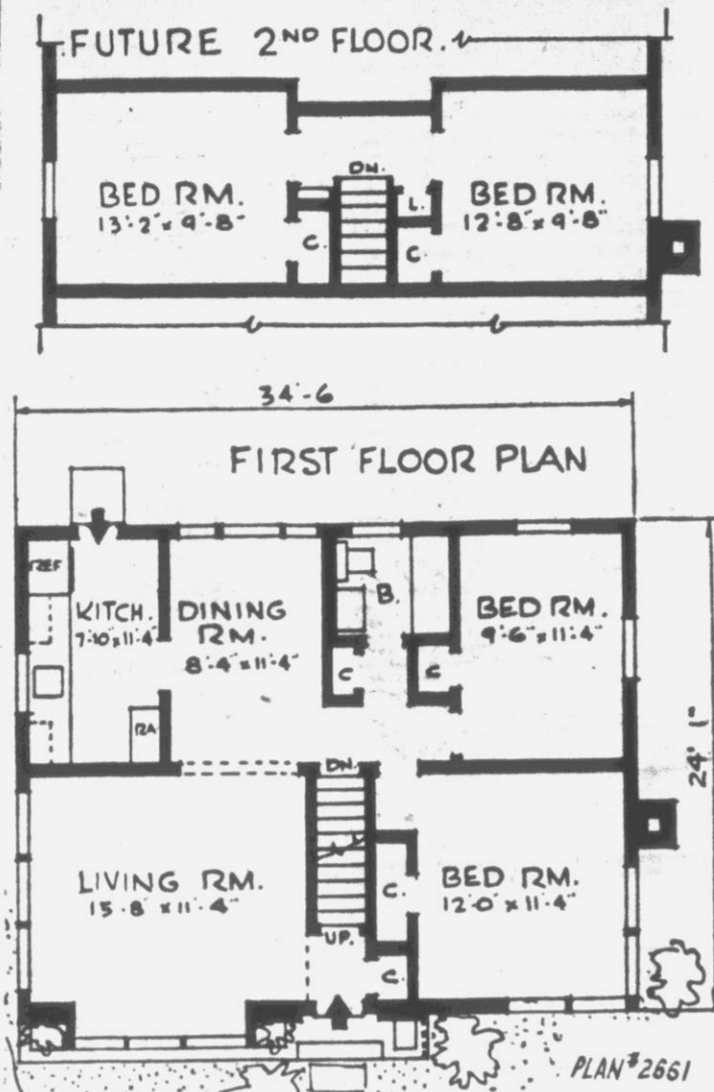 FUTURE 2ND FLOOR.
BED RM.
13'-2" x 9'-8"
DN.
L.
C.
C.
BED RM.
12'-8" x 9'-8"
34'-6
FIRST FLOOR PLAN
REF
KITCH.
7'-10" x 11'-4"
DINING
RM.
8'-4" x 11'-4"
B.
BED RM.
9'-6" x 11'-4"
C
C
RA
24' 1"
DN.
LIVING RM.
15'-8" x 11'-4"
UP.
C.
C.
BED RM.
12'-0" x 11'-4"
PLAN #2661